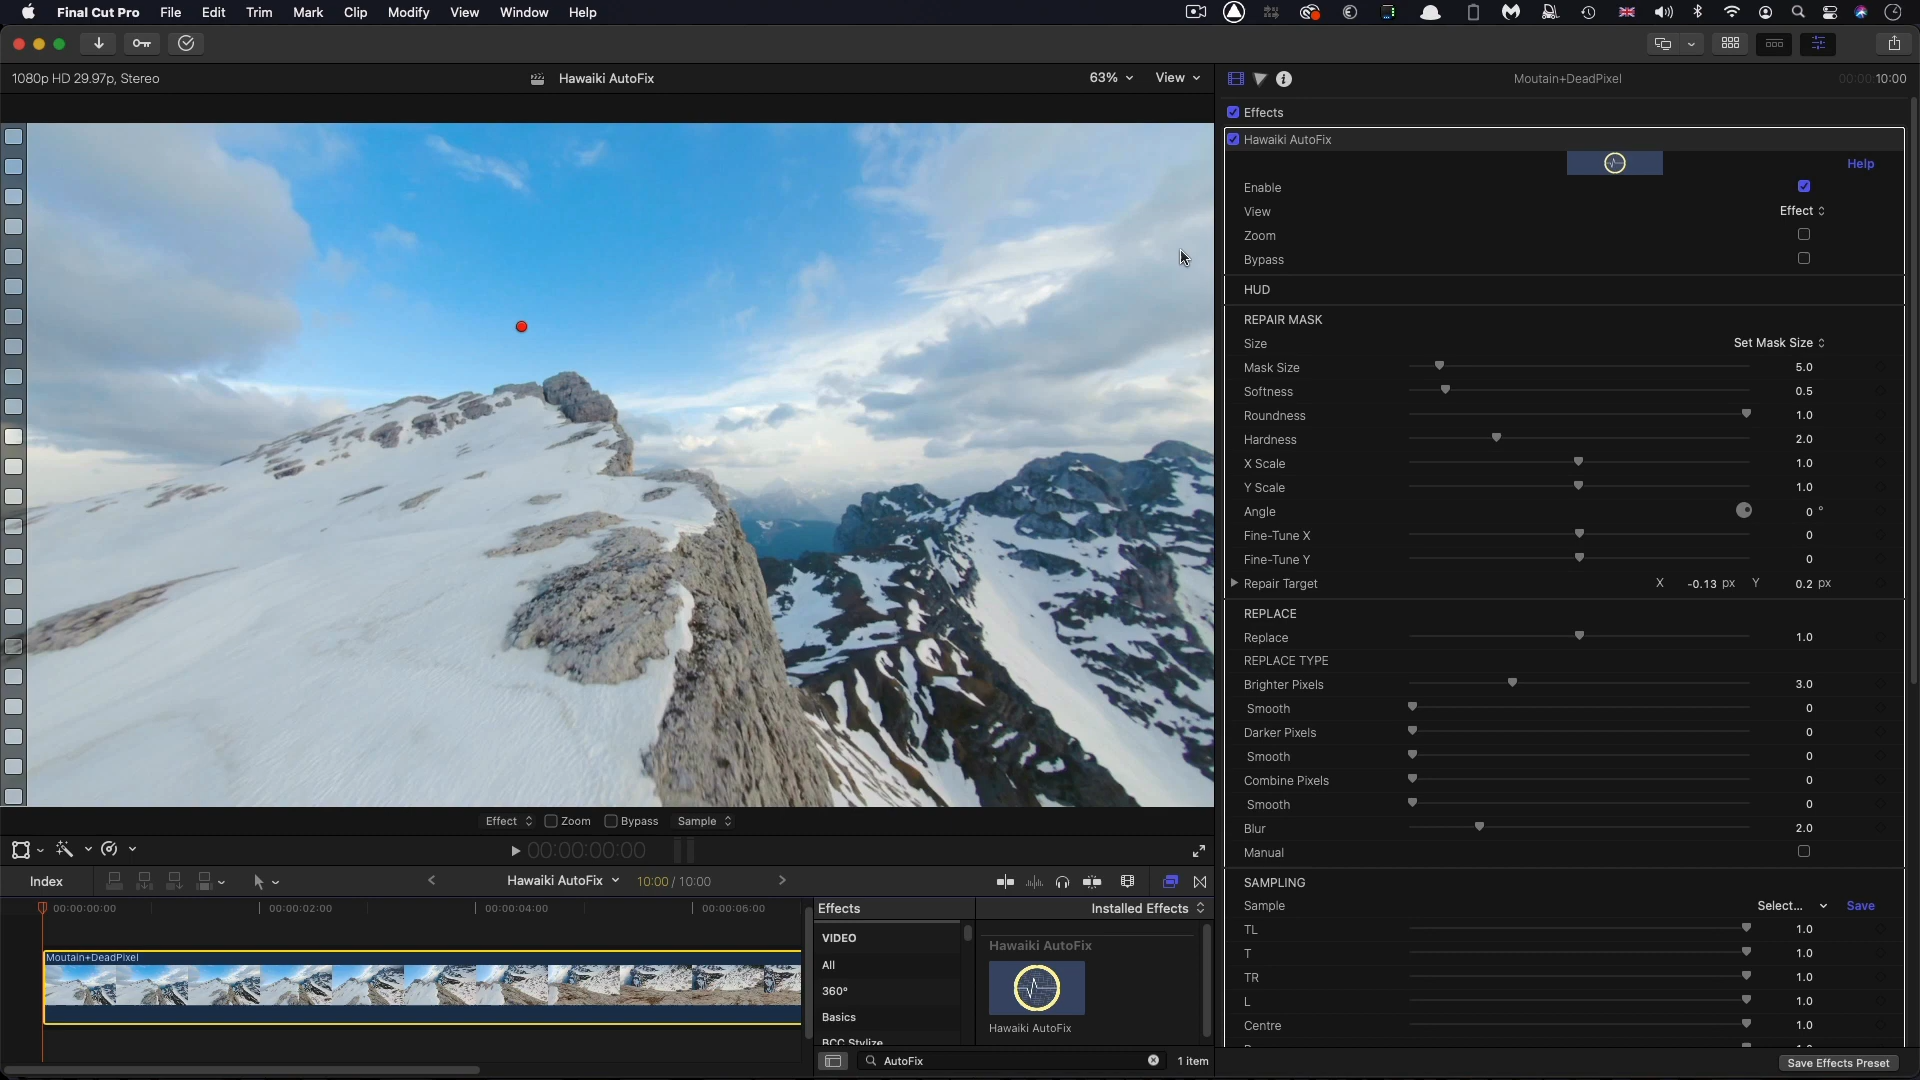 Final Cut Pro File Edit Trim Mark Clip Modify View Window Help
1080p HD 29.97p, Stereo
Hawaiki AutoFix
63%
View
Moutain+DeadPixel
00:00:10:00
Effects
Hawaiki AutoFix
Help
Enable
View Effect
Zoom
Bypass
HUD
REPAIR MASK
Size Set Mask Size
Mask Size 5.0
Softness 0.5
Roundness 1.0
Hardness 2.0
X Scale 1.0
Y Scale 1.0
Angle 0 °
Fine-Tune X 0
Fine-Tune Y 0
Repair Target X -0.13 px Y 0.2 px
REPLACE
Replace 1.0
REPLACE TYPE
Brighter Pixels 3.0
Smooth 0
Darker Pixels 0
Smooth 0
Combine Pixels 0
Smooth 0
Blur 2.0
Manual
SAMPLING
Sample Select... Save
TL 1.0
T 1.0
TR 1.0
L 1.0
Centre 1.0
Save Effects Preset
Effect Zoom Bypass Sample
00:00:00:00
Index
Hawaiki AutoFix 10:00 / 10:00
00:00:00:00 00:00:02:00 00:00:04:00 00:00:06:00
Moutain+DeadPixel
Effects
Installed Effects
VIDEO
All
360°
Basics
BCC Stylize
Hawaiki AutoFix
Hawaiki AutoFix
AutoFix
1 item